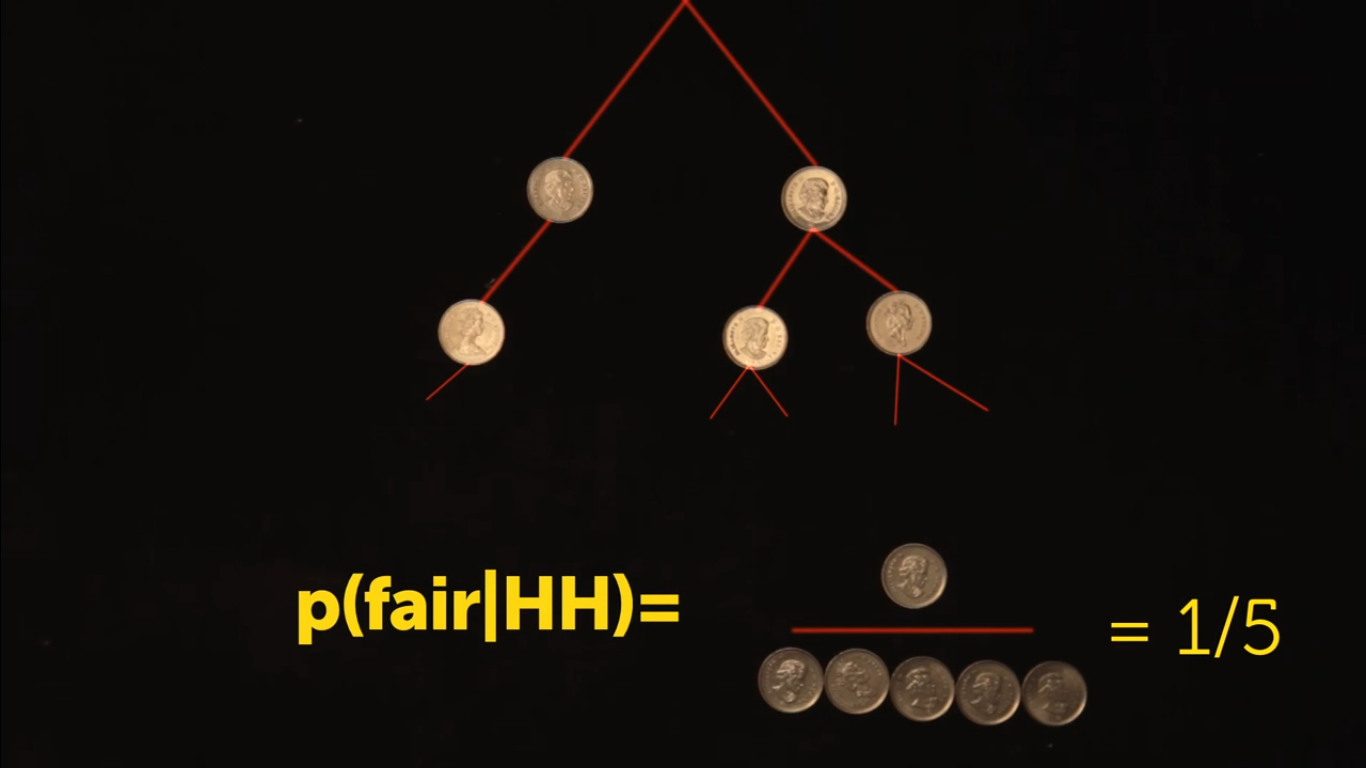 p(fair|HH)=
= 1/5